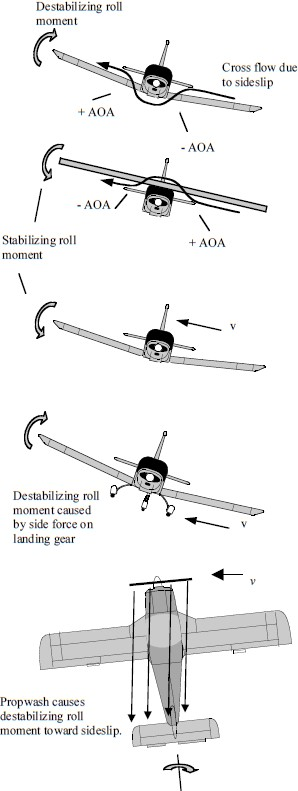 Destabilizing roll
moment
Cross flow due
to sideslip
+ AOA
- AOA
- AOA
+ AOA
Stabilizing roll
moment
v
Destabilizing roll
moment caused
by side force on
landing gear
v
v
Propwash causes
destabilizing roll
moment toward sideslip.